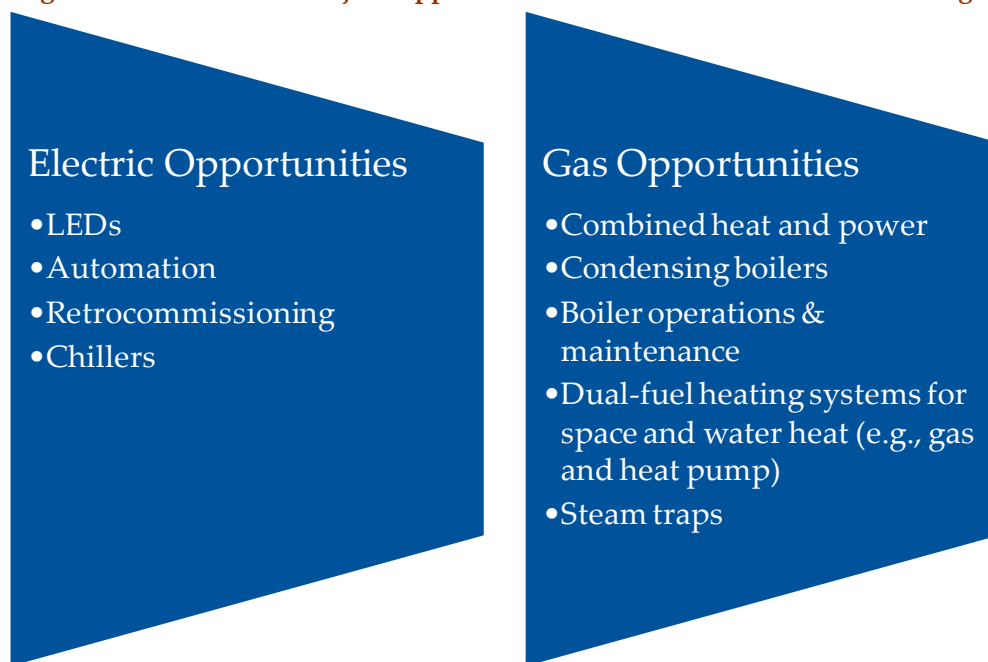 Electric Opportunities
•LEDs
•Automation
•Retrocommissioning
•Chillers
Gas Opportunities
•Combined heat and power
•Condensing boilers
•Boiler operations &
maintenance
•Dual-fuel heating systems for
space and water heat (e.g., gas
and heat pump)
•Steam traps